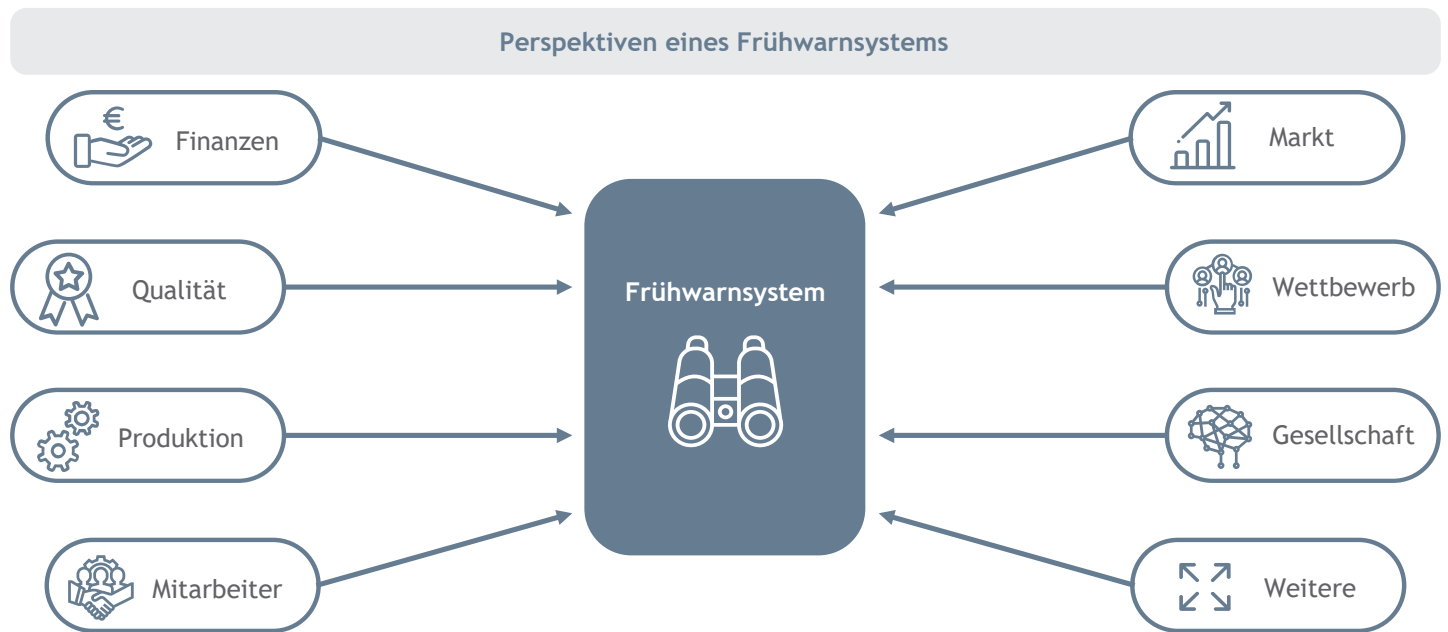 Perspektiven eines Frühwarnsystems
€
Finanzen
Qualität
Produktion
Mitarbeiter
Frühwarnsystem
Markt
Wettbewerb
Gesellschaft
Weitere